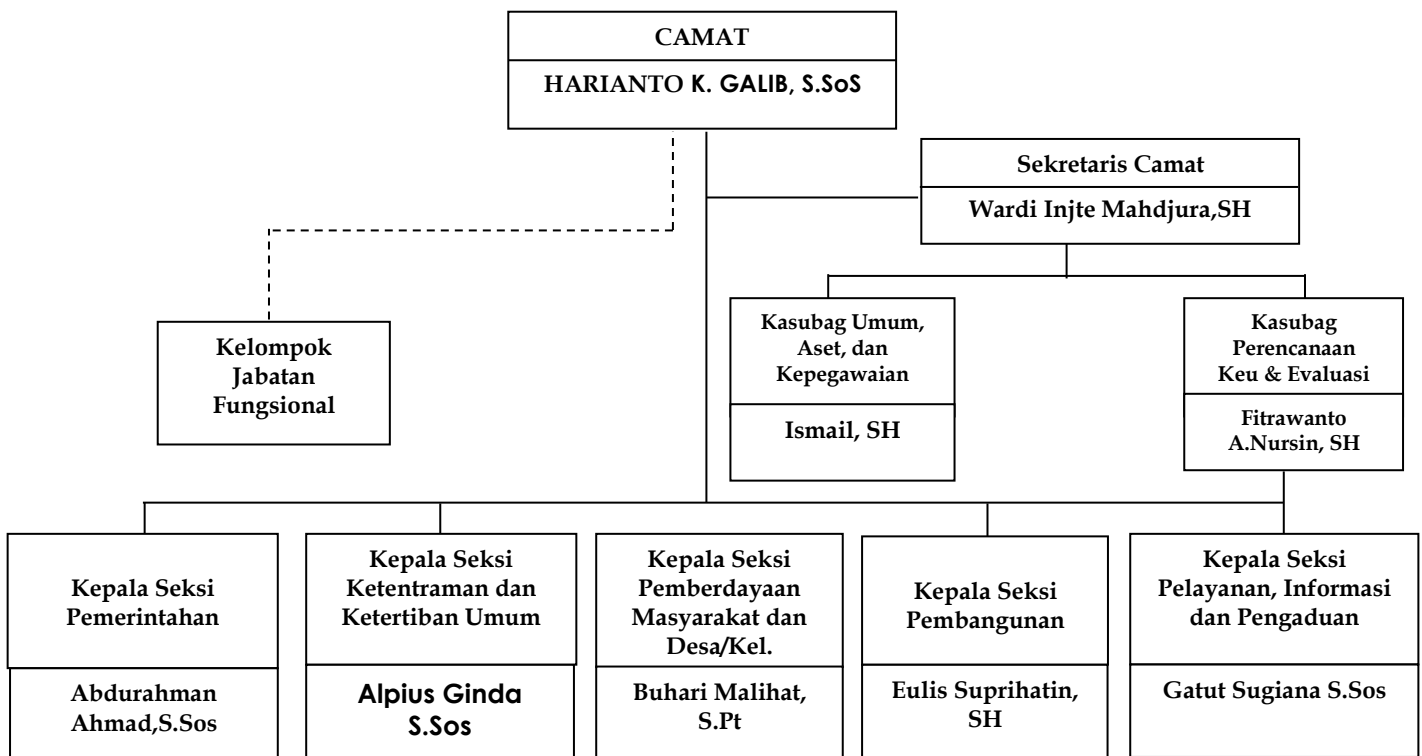 CAMAT
HARIANTO K. GALIB, S.SoS
Sekretaris Camat
Wardi Injte Mahdjura,SH
Kelompok
Jabatan
Fungsional
Kasubag Umum,
Aset, dan
Kepegawaian
Ismail, SH
Kasubag
Perencanaan
Keu & Evaluasi
Fitrawanto
A.Nursin, SH
Kepala Seksi
Pemerintahan
Abdurahman
Ahmad,S.Sos
Kepala Seksi
Ketentraman dan
Ketertiban Umum
Alpius Ginda
S.Sos
Kepala Seksi
Pemberdayaan
Masyarakat dan
Desa/Kel.
Buhari Malihat,
S.Pt
Kepala Seksi
Pembangunan
Eulis Suprihatin,
SH
Kepala Seksi
Pelayanan, Informasi
dan Pengaduan
Gatut Sugiana S.Sos